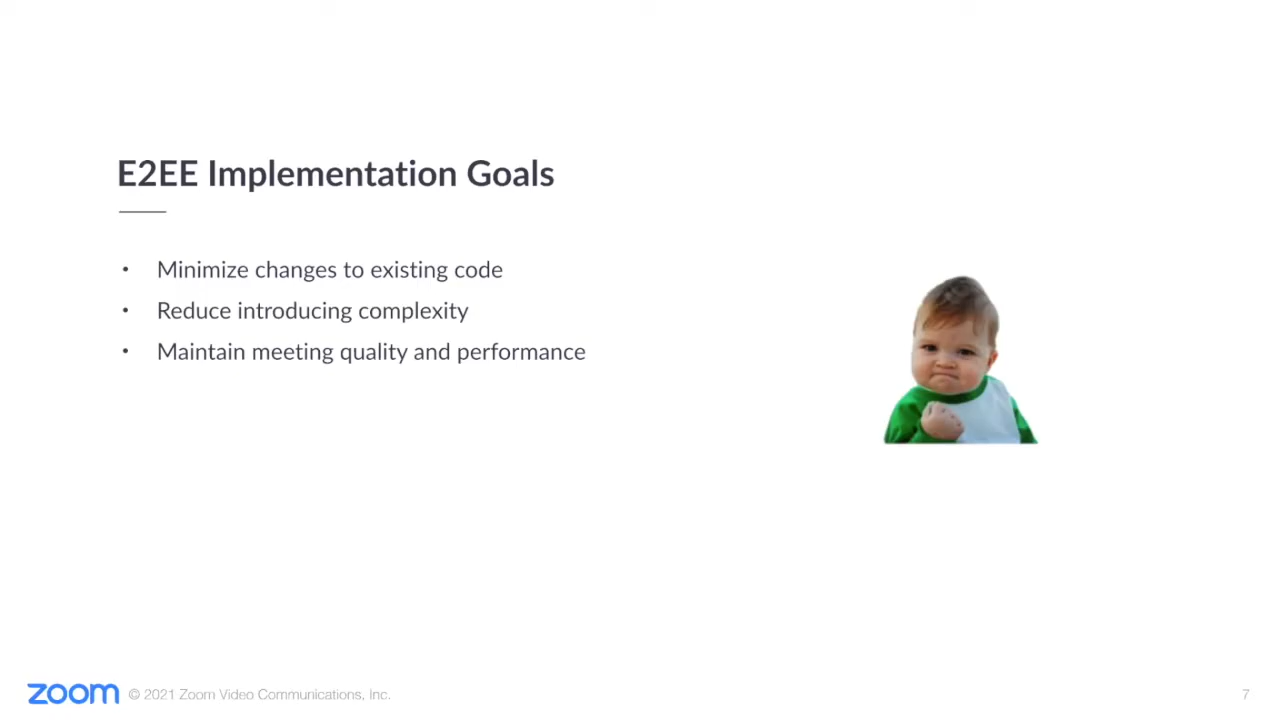 E2EE Implementation Goals
• Minimize changes to existing code
• Reduce introducing complexity
• Maintain meeting quality and performance
zoom © 2021 Zoom Video Communications, Inc.
7